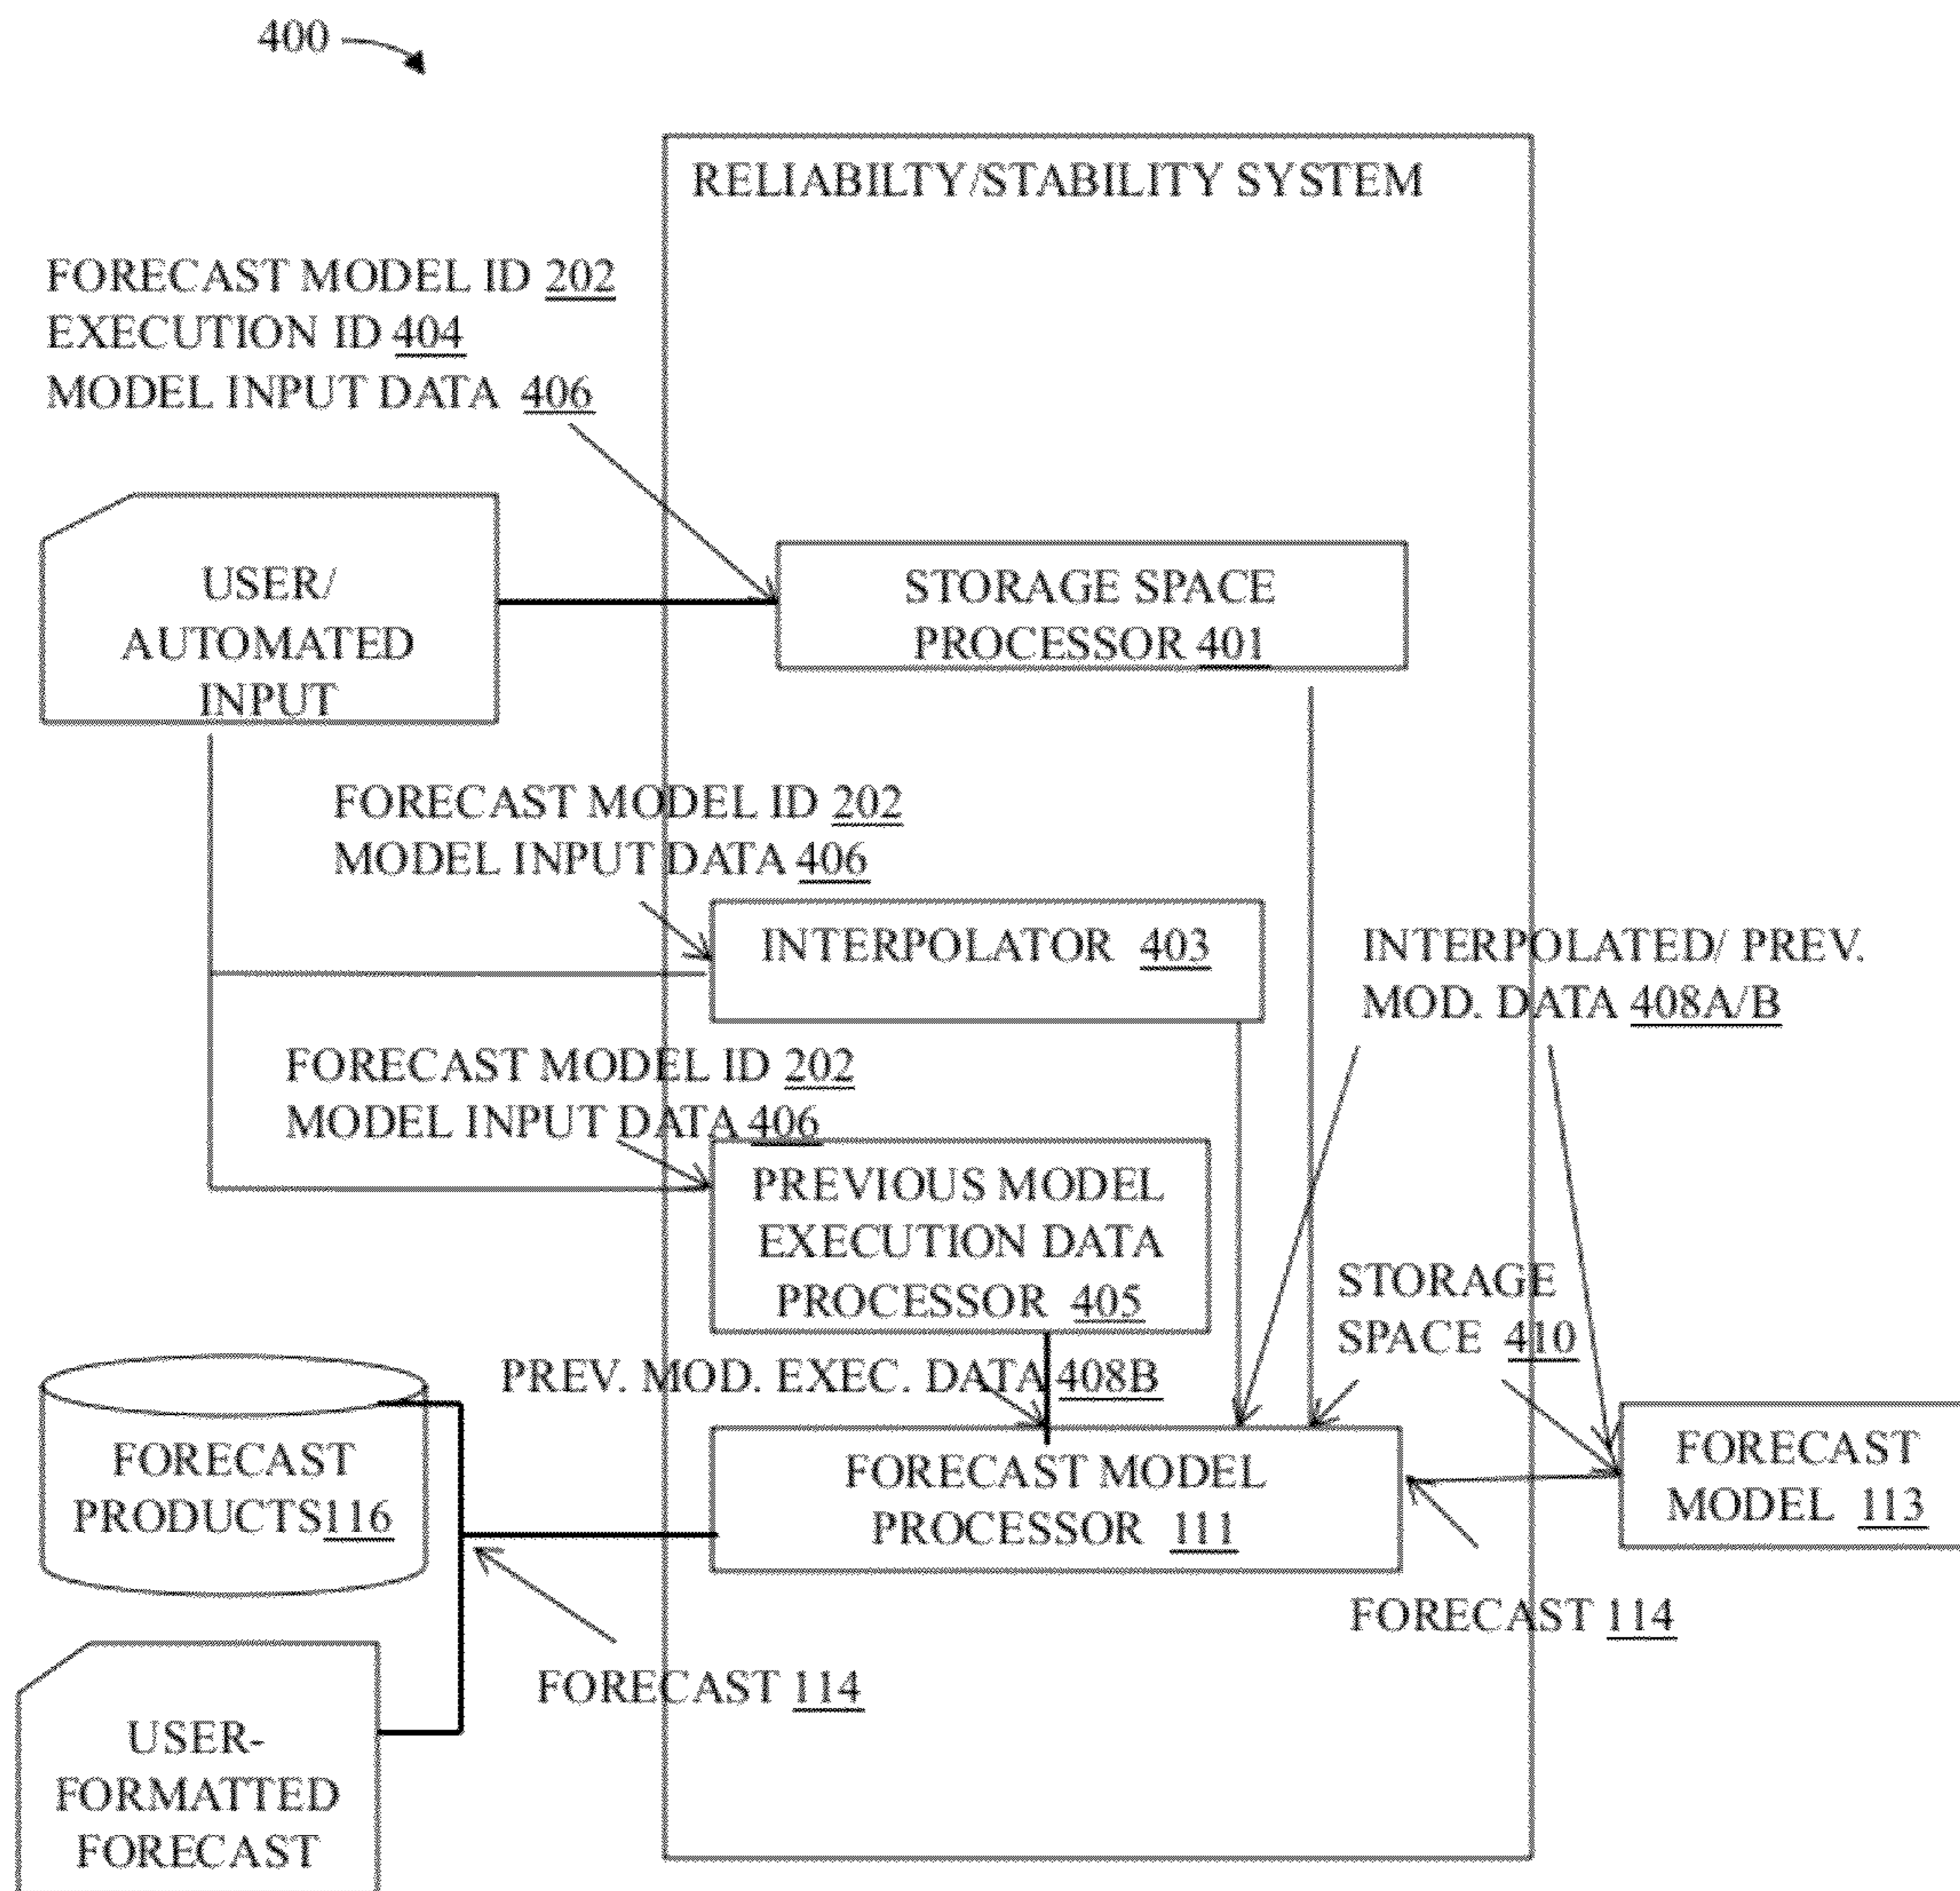 400
RELIABILTY/STABILITY SYSTEM
FORECAST MODEL ID 202
EXECUTION ID 404
MODEL INPUT DATA 406
USER/
AUTOMATED
INPUT
STORAGE SPACE
PROCESSOR 401
FORECAST MODEL ID 202
MODEL INPUT DATA 406
INTERPOLATOR 403
INTERPOLATED/ PREV.
MOD. DATA 408A/B
FORECAST MODEL ID 202
MODEL INPUT DATA 406
PREVIOUS MODEL
EXECUTION DATA
PROCESSOR 405
STORAGE
SPACE 410
PREV. MOD. EXEC. DATA 408B
FORECAST
PRODUCTS116
FORECAST MODEL
PROCESSOR 111
FORECAST
MODEL 113
FORECAST 114
FORECAST 114
USER-
FORMATTED
FORECAST